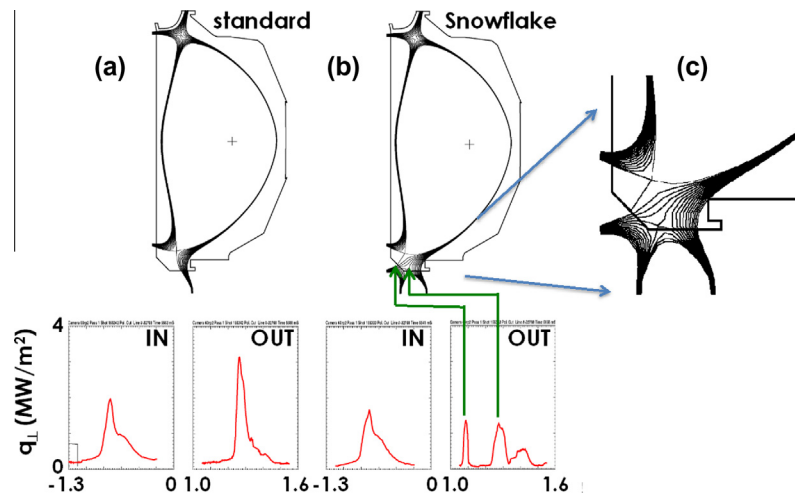 standard
Snowflake
(a)
(b)
(c)
4
IN
OUT
IN
OUT
q⊥ (MW/m²)
0
-1.3
0
1.0
1.6
-1.3
0
1.0
1.6